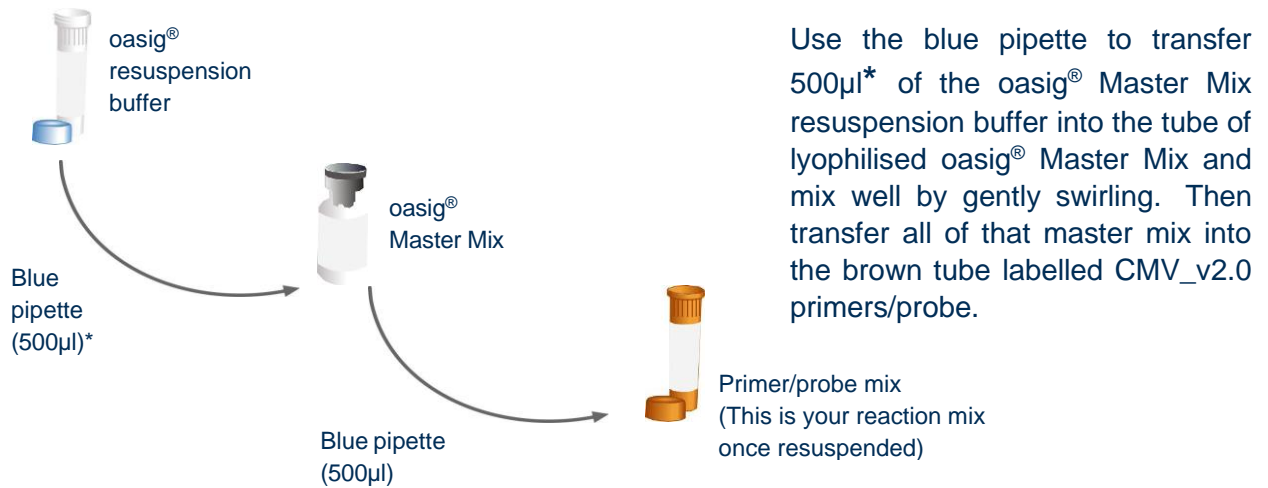 oasig®
resuspension
buffer
Use the blue pipette to transfer
500µl* of the oasig® Master Mix
resuspension buffer into the tube of
lyophilised oasig® Master Mix and
mix well by gently swirling. Then
transfer all of that master mix into
the brown tube labelled CMV_v2.0
primers/probe.
oasig®
Master Mix
Blue
pipette
(500µl)*
Primer/probe mix
(This is your reaction mix
once resuspended)
Blue pipette
(500µl)